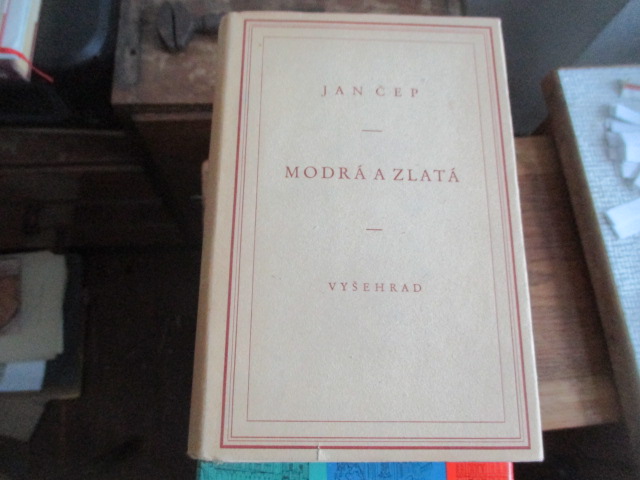 JAN ČEP
MODRÁ A ZLATÁ
VYŠEHRAD